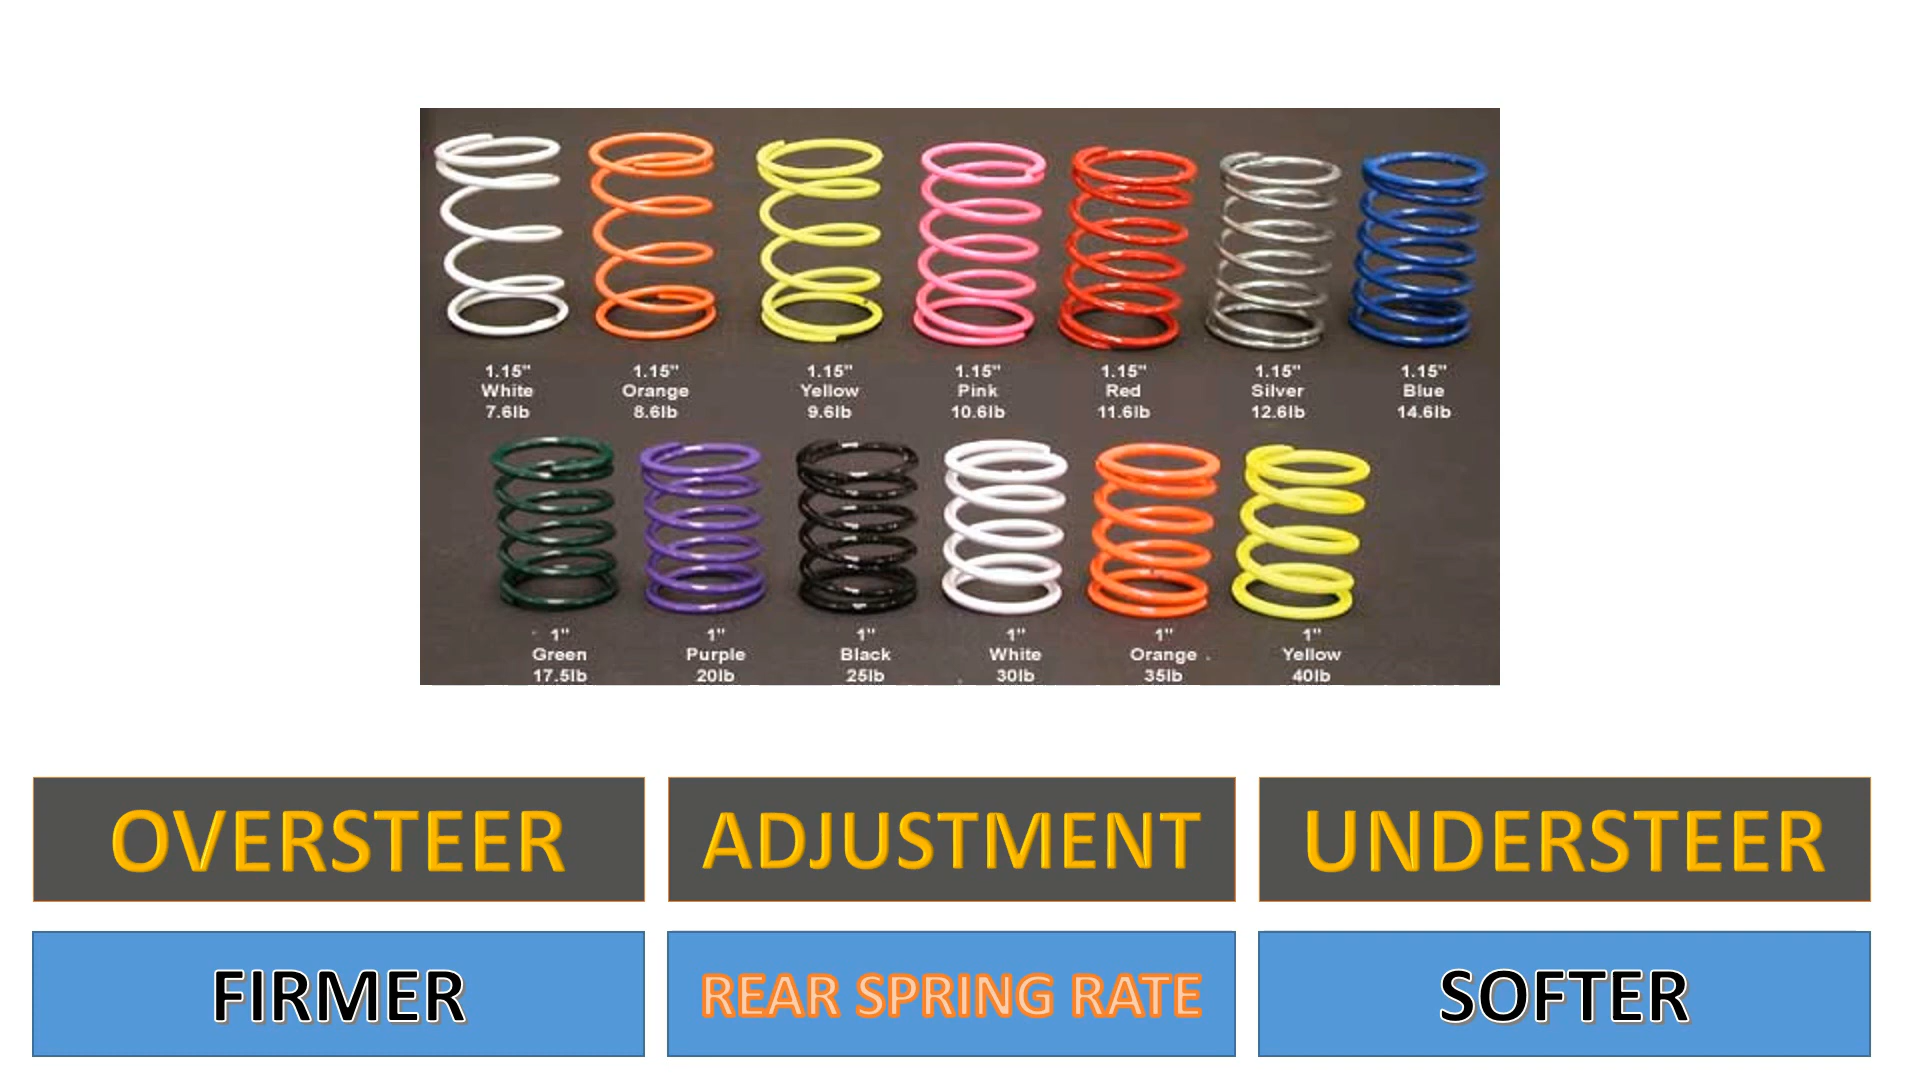 1.15" 1.15" 1.15" 1.15" 1.15" 1.15" 1.15"
White Orange Yellow Pink Red Silver Blue
7.6lb 8.6lb 9.6lb 10.6lb 11.6lb 12.6lb 14.6lb
1" 1" 1" 1" 1" 1"
Green Purple Black White Orange Yellow
17.5lb 20lb 25lb 30lb 35lb 40lb
OVERSTEER ADJUSTMENT UNDERSTEER
FIRMER REAR SPRING RATE SOFTER